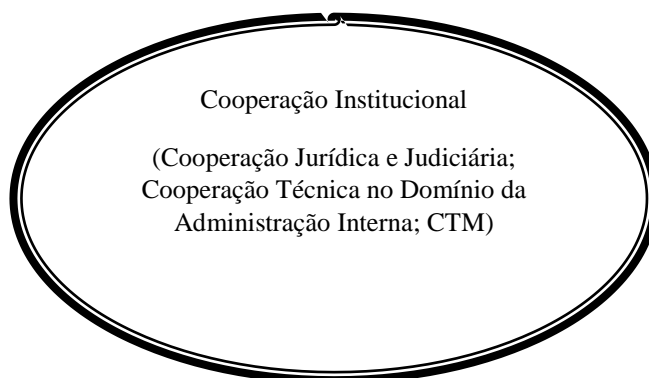 Cooperação Institucional
(Cooperação Jurídica e Judiciária;
Cooperação Técnica no Domínio da
Administração Interna; CTM)